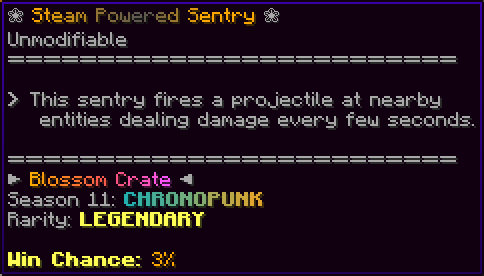 ❀ Steam Powered Sentry ❀
Unmodifiable
============================
> This sentry fires a projectile at nearby
entities dealing damage every few seconds.
============================
► Blossom Crate ◄
Season 11: CHRONOPUNK
Rarity: LEGENDARY
Win Chance: 3%